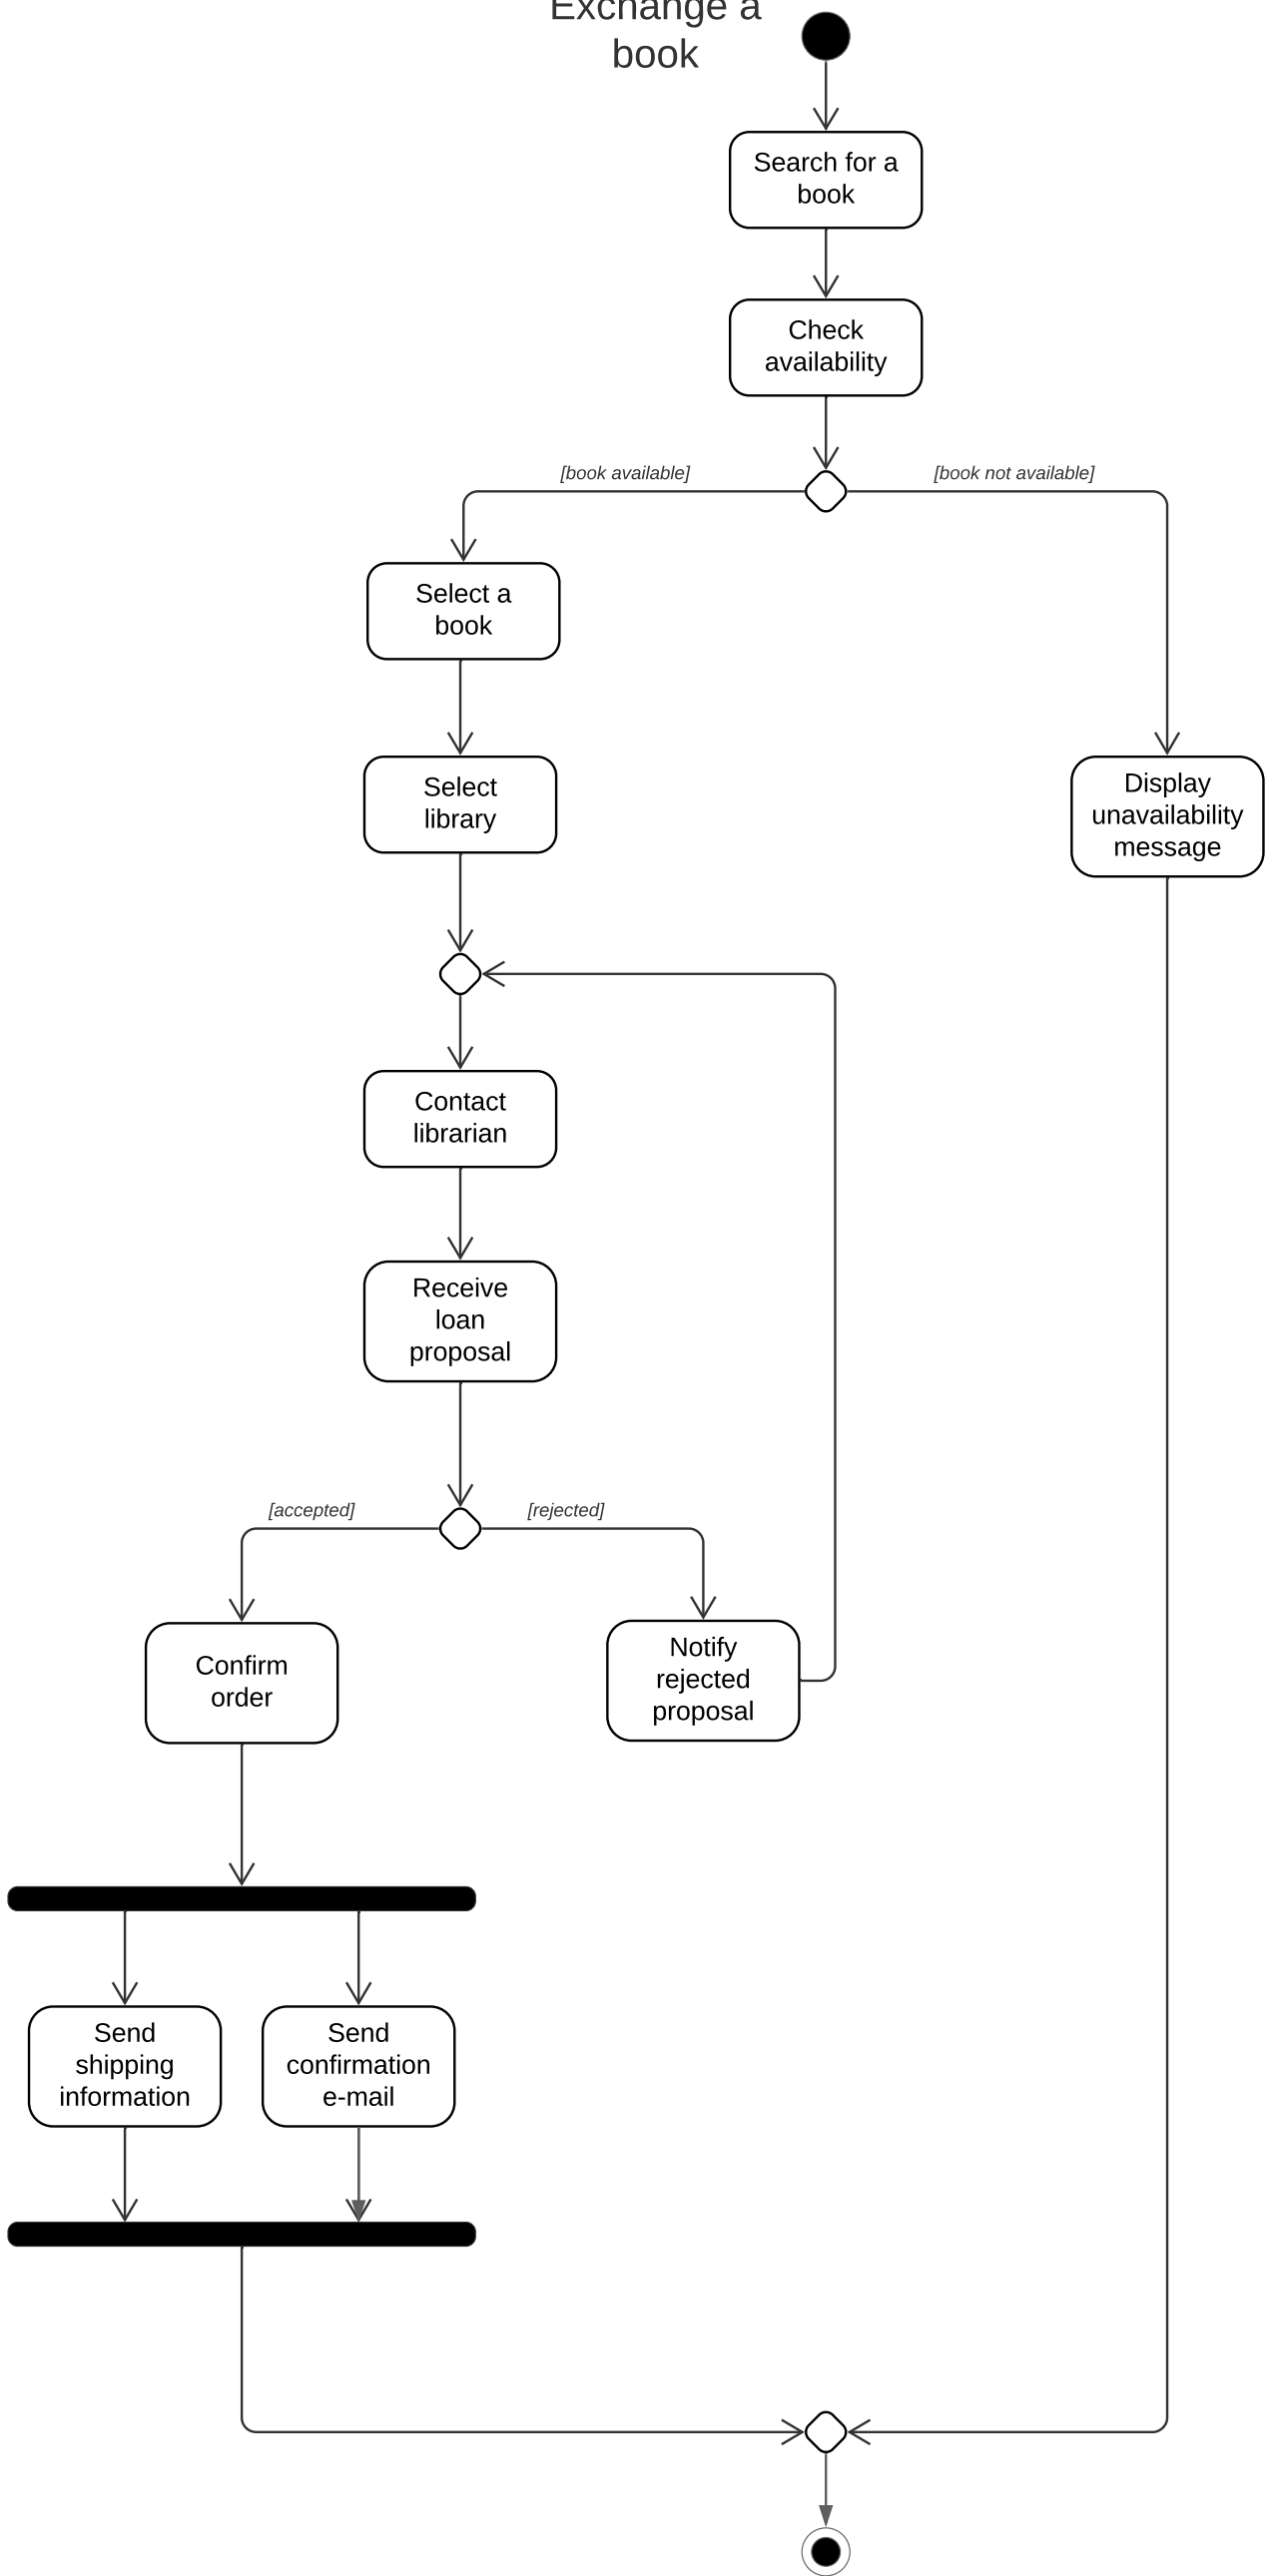 Exchange a
book
Search for a
book
Check
availability
[book available]
[book not available]
Select a
book
Select
library
Display
unavailability
message
Contact
librarian
Receive
loan
proposal
[accepted]
[rejected]
Confirm
order
Notify
rejected
proposal
Send
shipping
information
Send
confirmation
e-mail